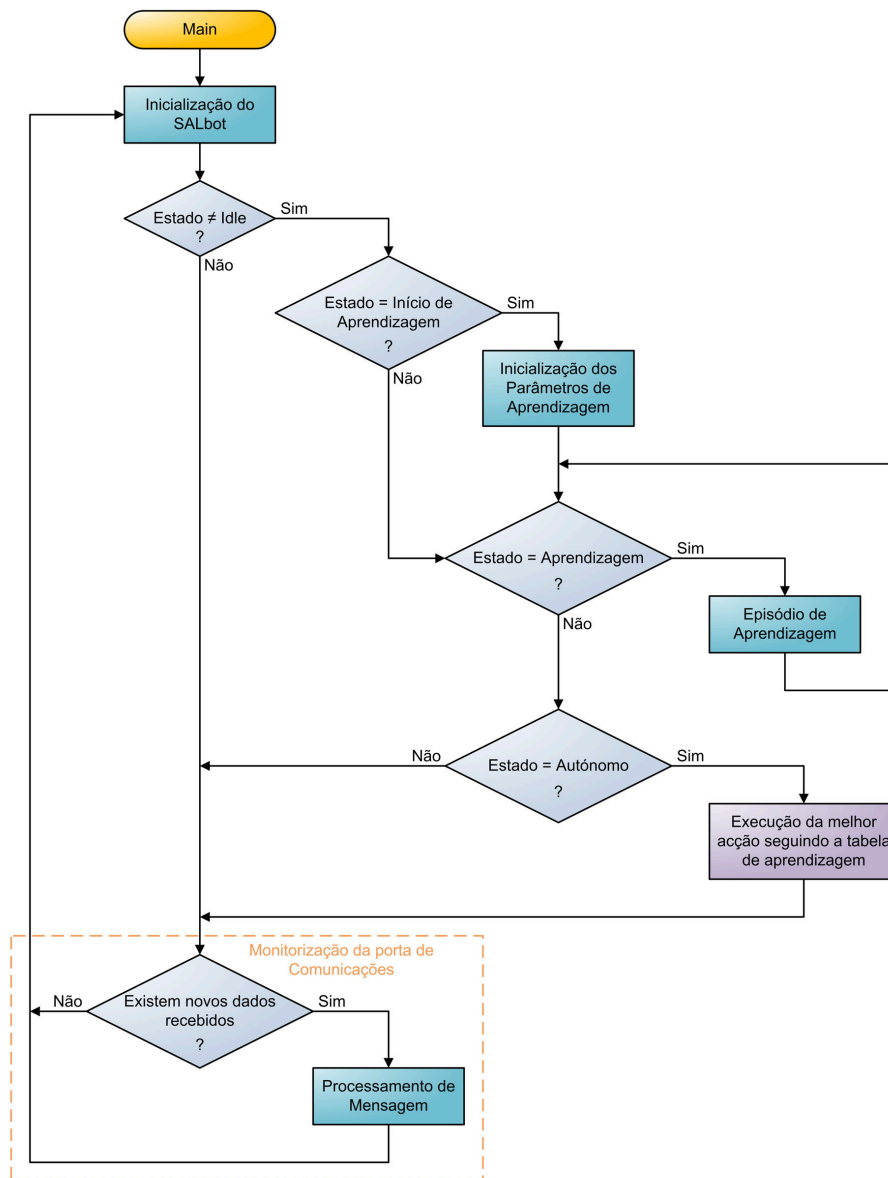 Main
Inicialização do
SALbot
Estado ≠ Idle
?
Sim
Não
Estado = Início de
Aprendizagem
?
Sim
Não
Inicialização dos
Parâmetros de
Aprendizagem
Estado = Aprendizagem
?
Sim
Não
Episódio de
Aprendizagem
Estado = Autónomo
?
Não
Sim
Execução da melhor
acção seguindo a tabela
de aprendizagem
Monitorização da porta de
Comunicações
Existem novos dados
recebidos
?
Não
Sim
Processamento de
Mensagem